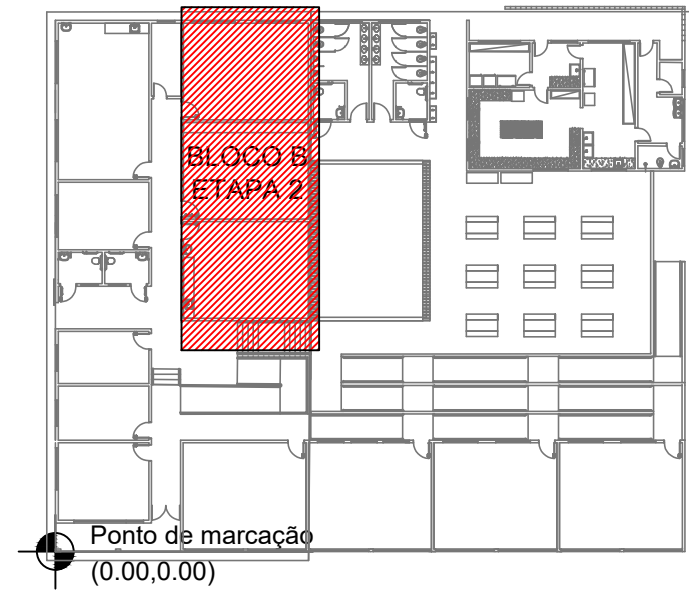 BLOCO B
ETAPA 2
Ponto de marcação
(0.00,0.00)